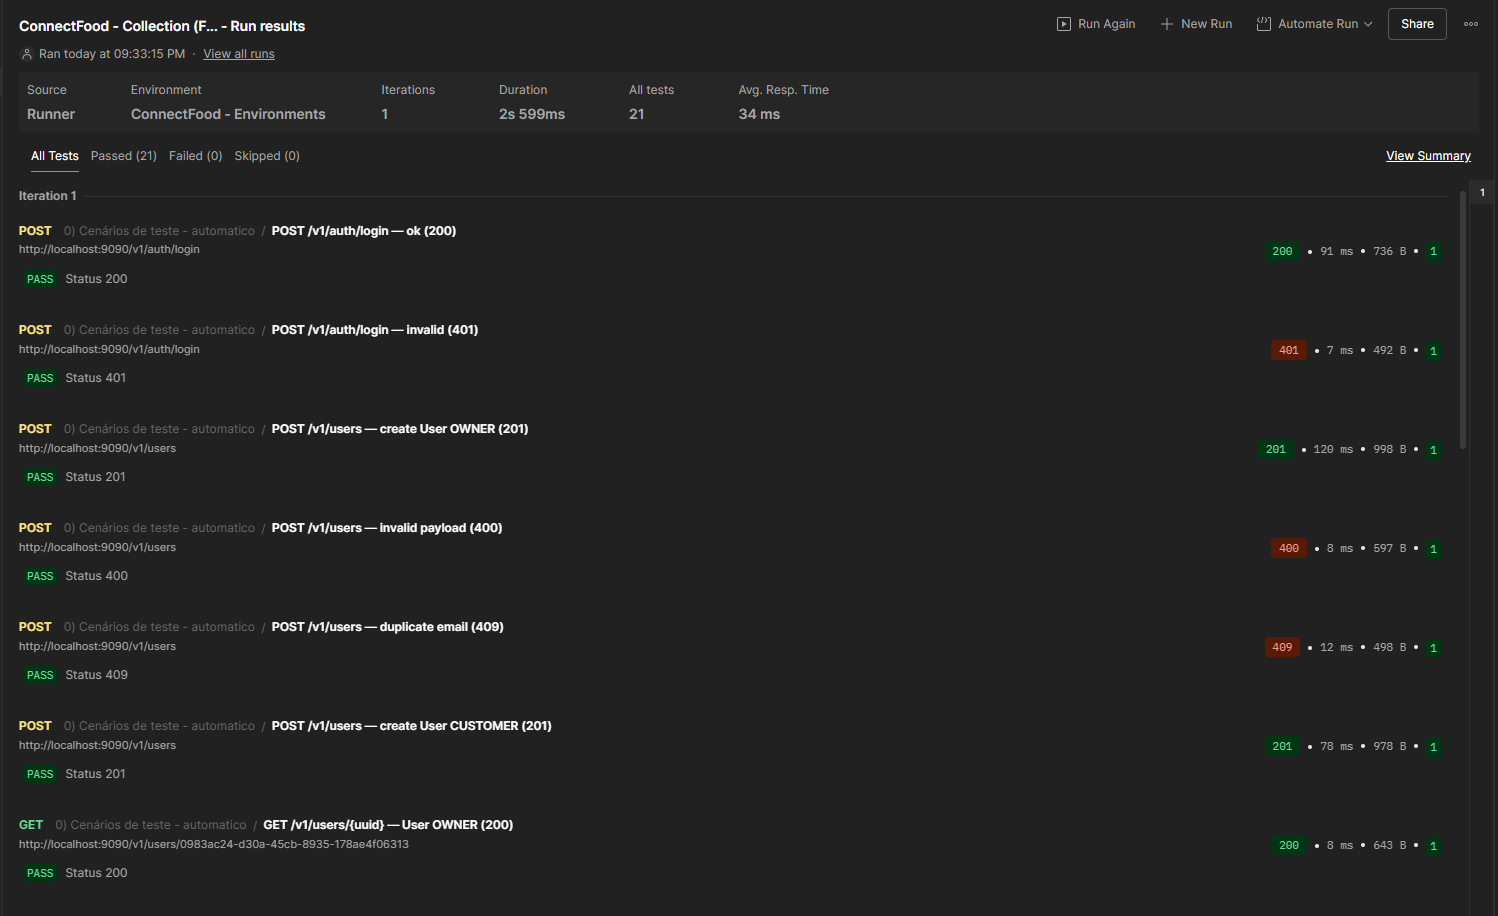 ConnectFood - Collection (F... - Run results
Run Again
New Run
Automate Run
Share
Ran today at 09:33:15 PM · View all runs
Source Environment Iterations Duration All tests Avg. Resp. Time
Runner ConnectFood - Environments 1 2s 599ms 21 34 ms
All Tests Passed (21) Failed (0) Skipped (0) View Summary
Iteration 1
1
POST 0) Cenários de teste - automatico / POST /v1/auth/login — ok (200)
http://localhost:9090/v1/auth/login
200 • 91 ms • 736 B • 1
PASS Status 200
POST 0) Cenários de teste - automatico / POST /v1/auth/login — invalid (401)
http://localhost:9090/v1/auth/login
401 • 7 ms • 492 B • 1
PASS Status 401
POST 0) Cenários de teste - automatico / POST /v1/users — create User OWNER (201)
http://localhost:9090/v1/users
201 • 120 ms • 998 B • 1
PASS Status 201
POST 0) Cenários de teste - automatico / POST /v1/users — invalid payload (400)
http://localhost:9090/v1/users
400 • 8 ms • 597 B • 1
PASS Status 400
POST 0) Cenários de teste - automatico / POST /v1/users — duplicate email (409)
http://localhost:9090/v1/users
409 • 12 ms • 498 B • 1
PASS Status 409
POST 0) Cenários de teste - automatico / POST /v1/users — create User CUSTOMER (201)
http://localhost:9090/v1/users
201 • 78 ms • 978 B • 1
PASS Status 201
GET 0) Cenários de teste - automatico / GET /v1/users/{uuid} — User OWNER (200)
http://localhost:9090/v1/users/0983ac24-d30a-45cb-8935-178ae4f06313
200 • 8 ms • 643 B • 1
PASS Status 200